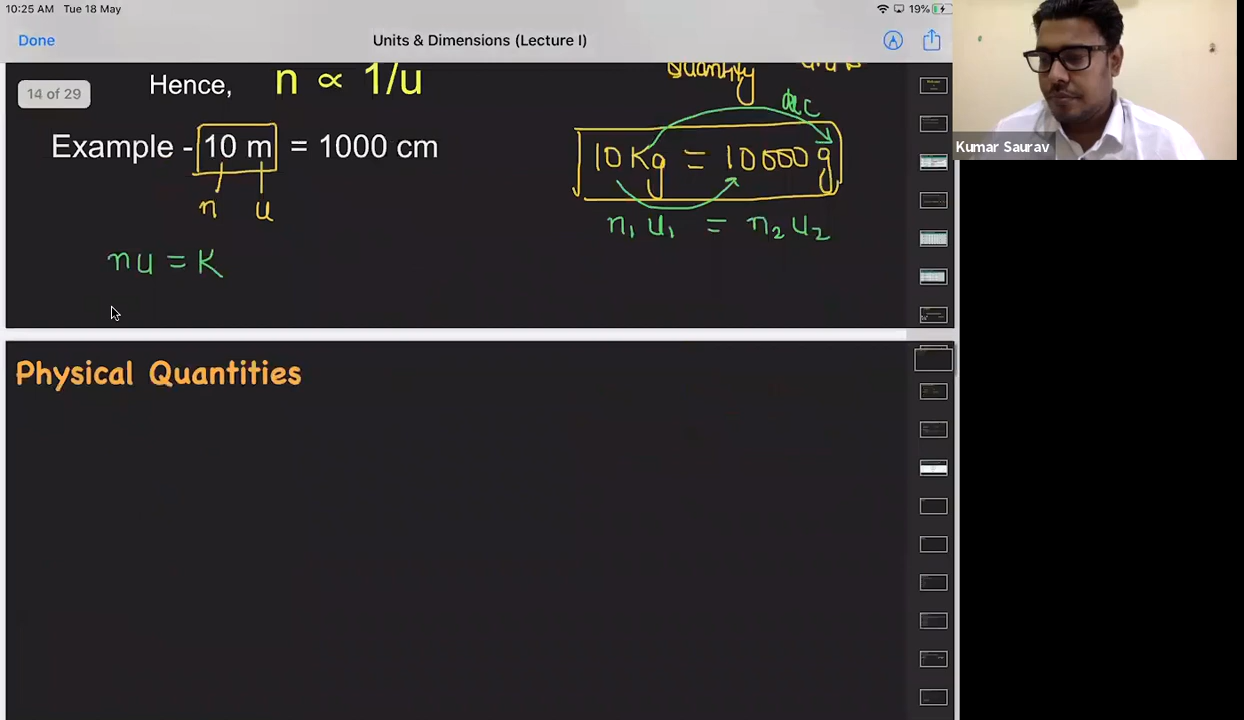 10:25 AM Tue 18 May
19%
Done
Units & Dimensions (Lecture I)
14 of 29
Hence, n ∝ 1/u
Quantity
Example - 10 m = 1000 cm
n u
10 Kg = 10000 g
n₁ u₁ = n₂ u₂
nu = K
Physical Quantities
Kumar Saurav